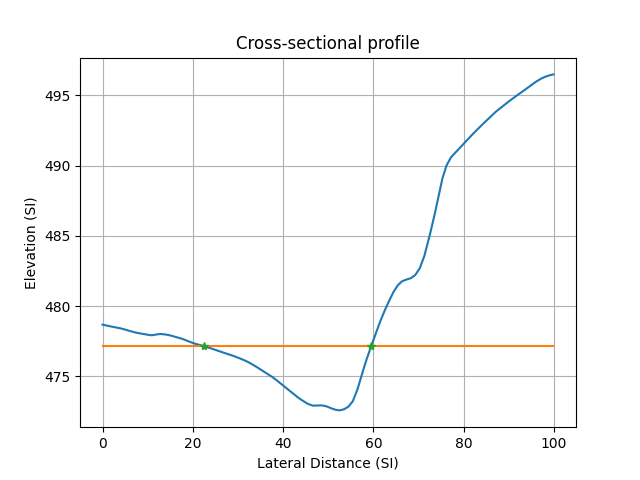 Cross-sectional profile
Elevation (SI)
495
490
485
480
475
0 20 40 60 80 100
Lateral Distance (SI)